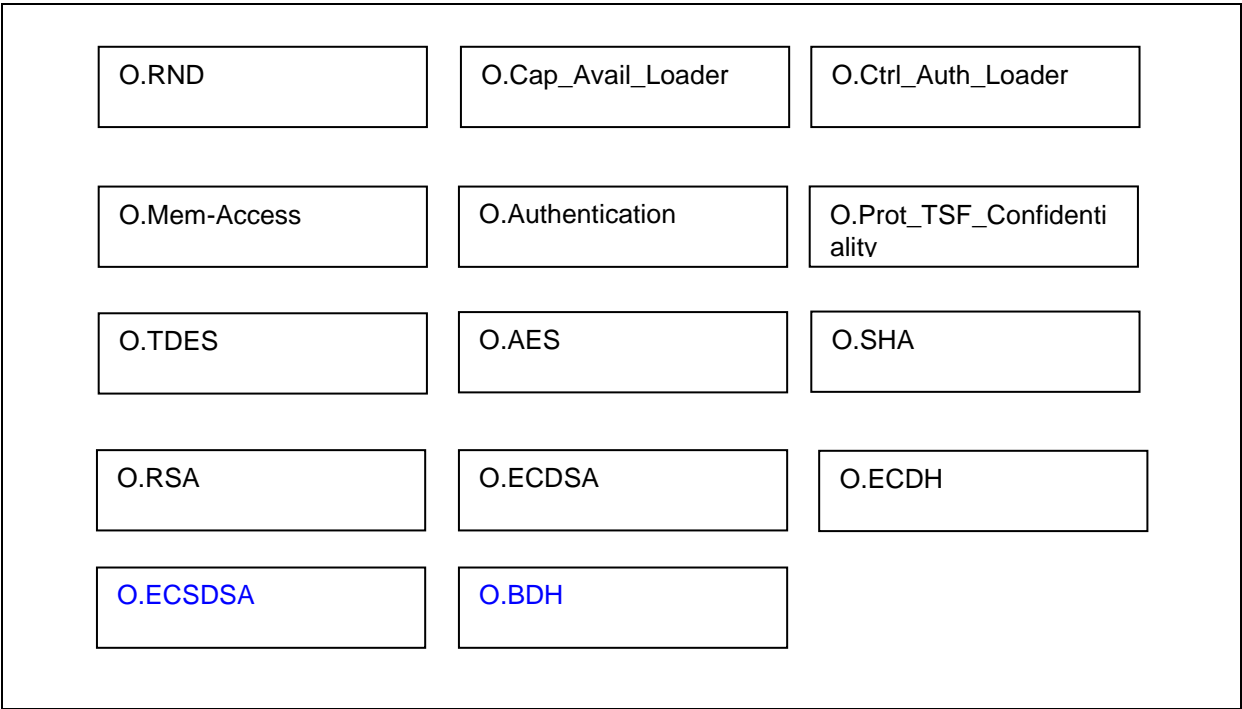 O.RND
O.Cap_Avail_Loader
O.Ctrl_Auth_Loader
O.Mem-Access
O.Authentication
O.Prot_TSF_Confidenti
ality
O.TDES
O.AES
O.SHA
O.RSA
O.ECDSA
O.ECDH
O.ECSDSA
O.BDH